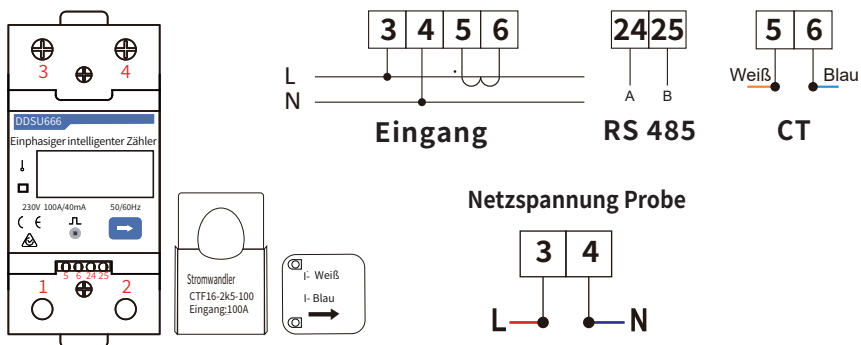 3 4
DDSU666
Einphasiger intelligenter Zähler
230V 100A/40mA 50/60Hz
C E
5 6 24 25
1 2
Stromwandler
CTF16-2k5-100
Eingang:100A
I- Weiß
I- Blau
3 4 5 6
L
N
Eingang
24 25
A B
RS 485
5 6
Weiß Blau
CT
Netzspannung Probe
3 4
L N